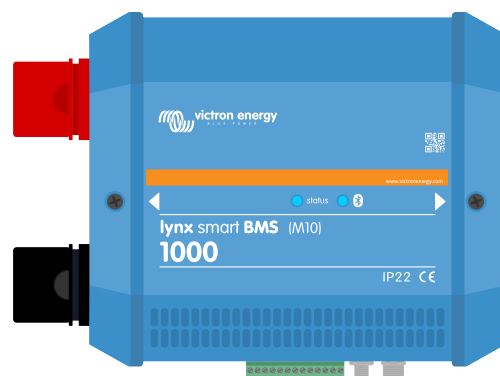 victron energy
BLUE POWER
www.victronenergy.com
status
lynx smart BMS (M10)
1000
IP22 CE